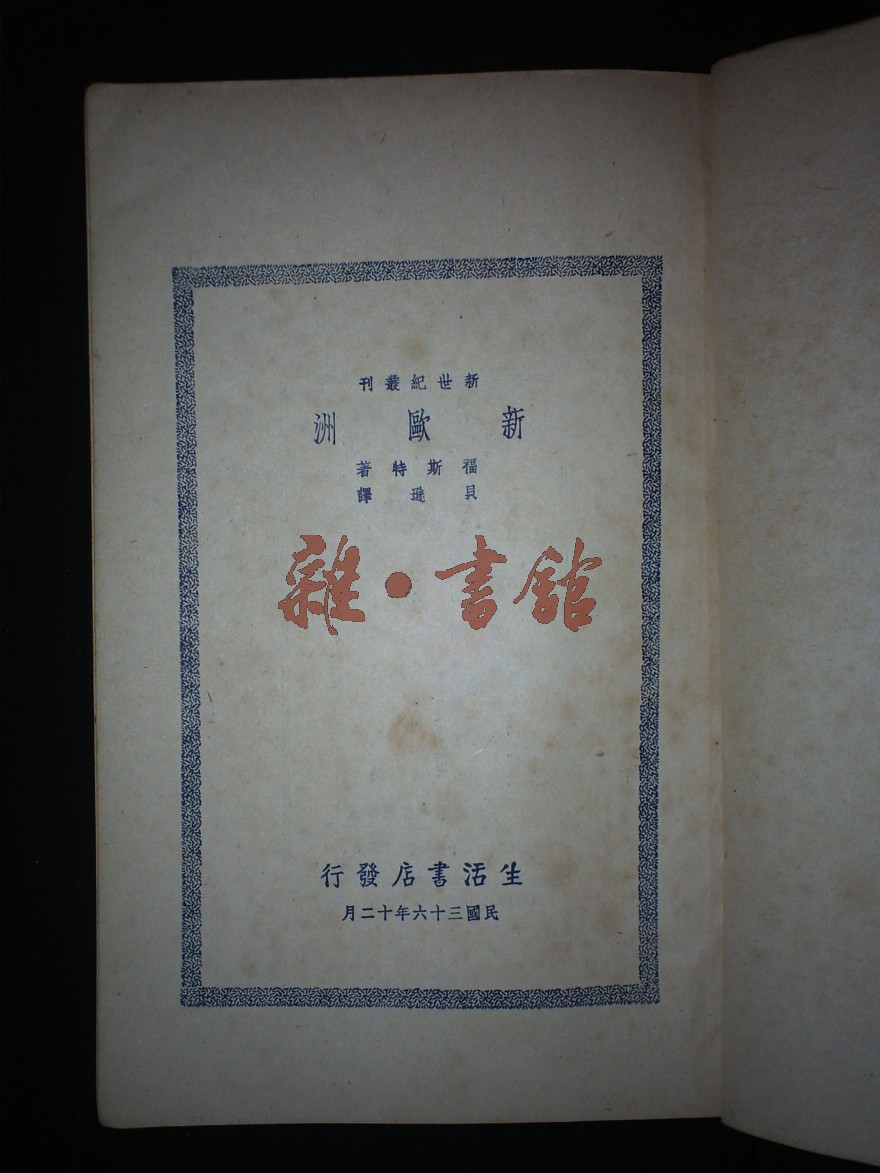 新世紀叢刊
新歐洲
福斯特著
貝逊譯
雜·書館
生活書店發行
民國三十六年十二月